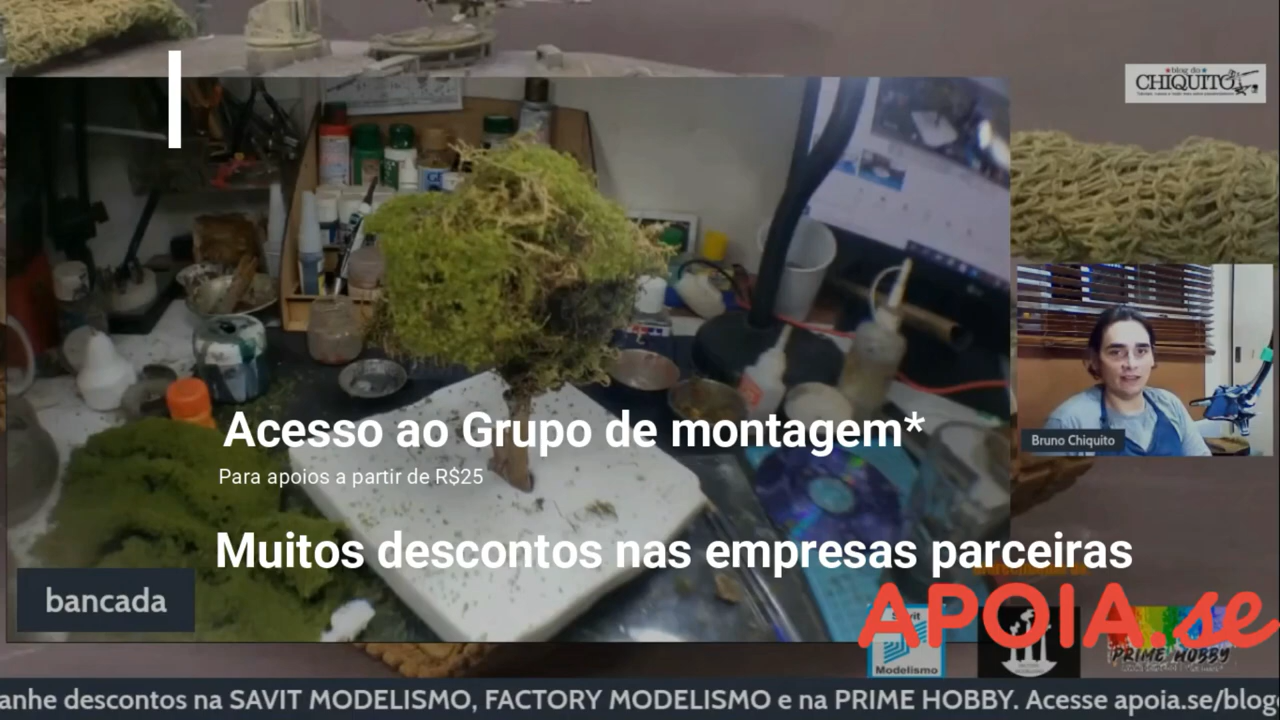 blog do
CHIQUITO
Acesso ao Grupo de montagem*
Para apoios a partir de R$25
Bruno Chiquito
Muitos descontos nas empresas parceiras
bancada
APOIA.se
Savit
Modelismo
PRIME HOBBY
anhe descontos na SAVIT MODELISMO, FACTORY MODELISMO e na PRIME HOBBY. Acesse apoia.se/blog